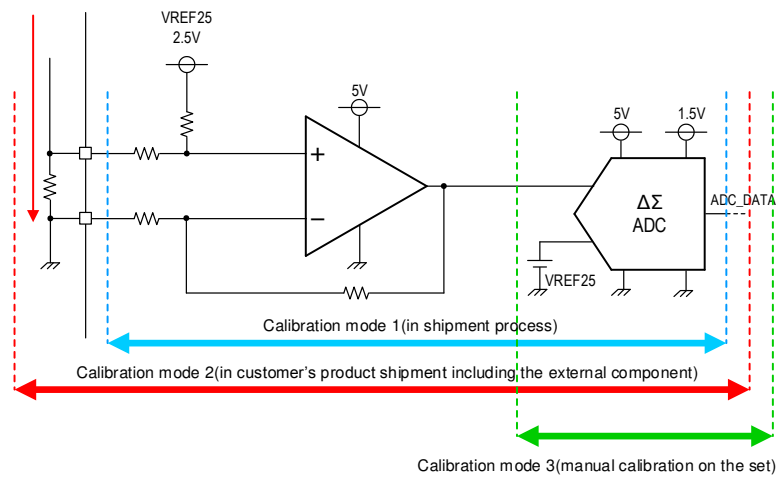 VREF25
2.5V
5V
5V
1.5V
+
−
ΔΣ
ADC
ADC_DATA
VREF25
Calibration mode 1(in shipment process)
Calibration mode 2(in customer's product shipment including the external component)
Calibration mode 3(manual calibration on the set)